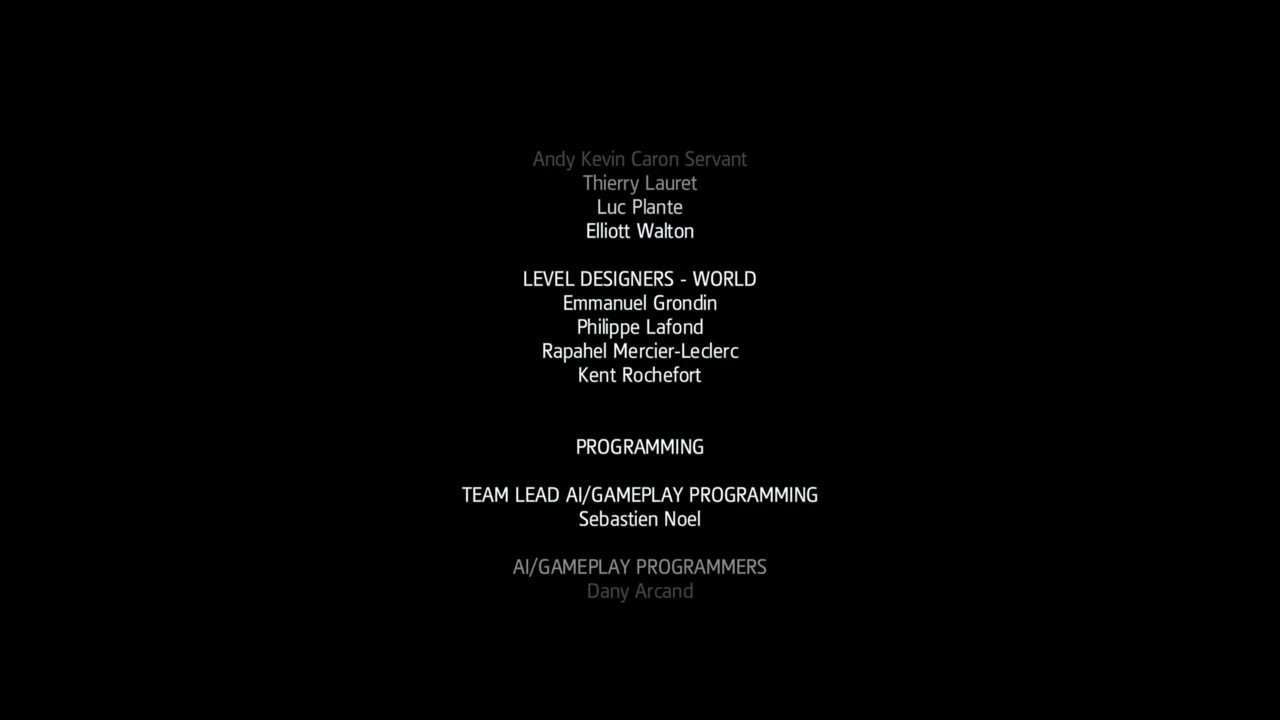 Andy Kevin Caron Servant
Thierry Lauret
Luc Plante
Elliott Walton
LEVEL DESIGNERS - WORLD
Emmanuel Grondin
Philippe Lafond
Rapahel Mercier-Leclerc
Kent Rochefort
PROGRAMMING
TEAM LEAD AI/GAMEPLAY PROGRAMMING
Sebastien Noel
AI/GAMEPLAY PROGRAMMERS
Dany Arcand